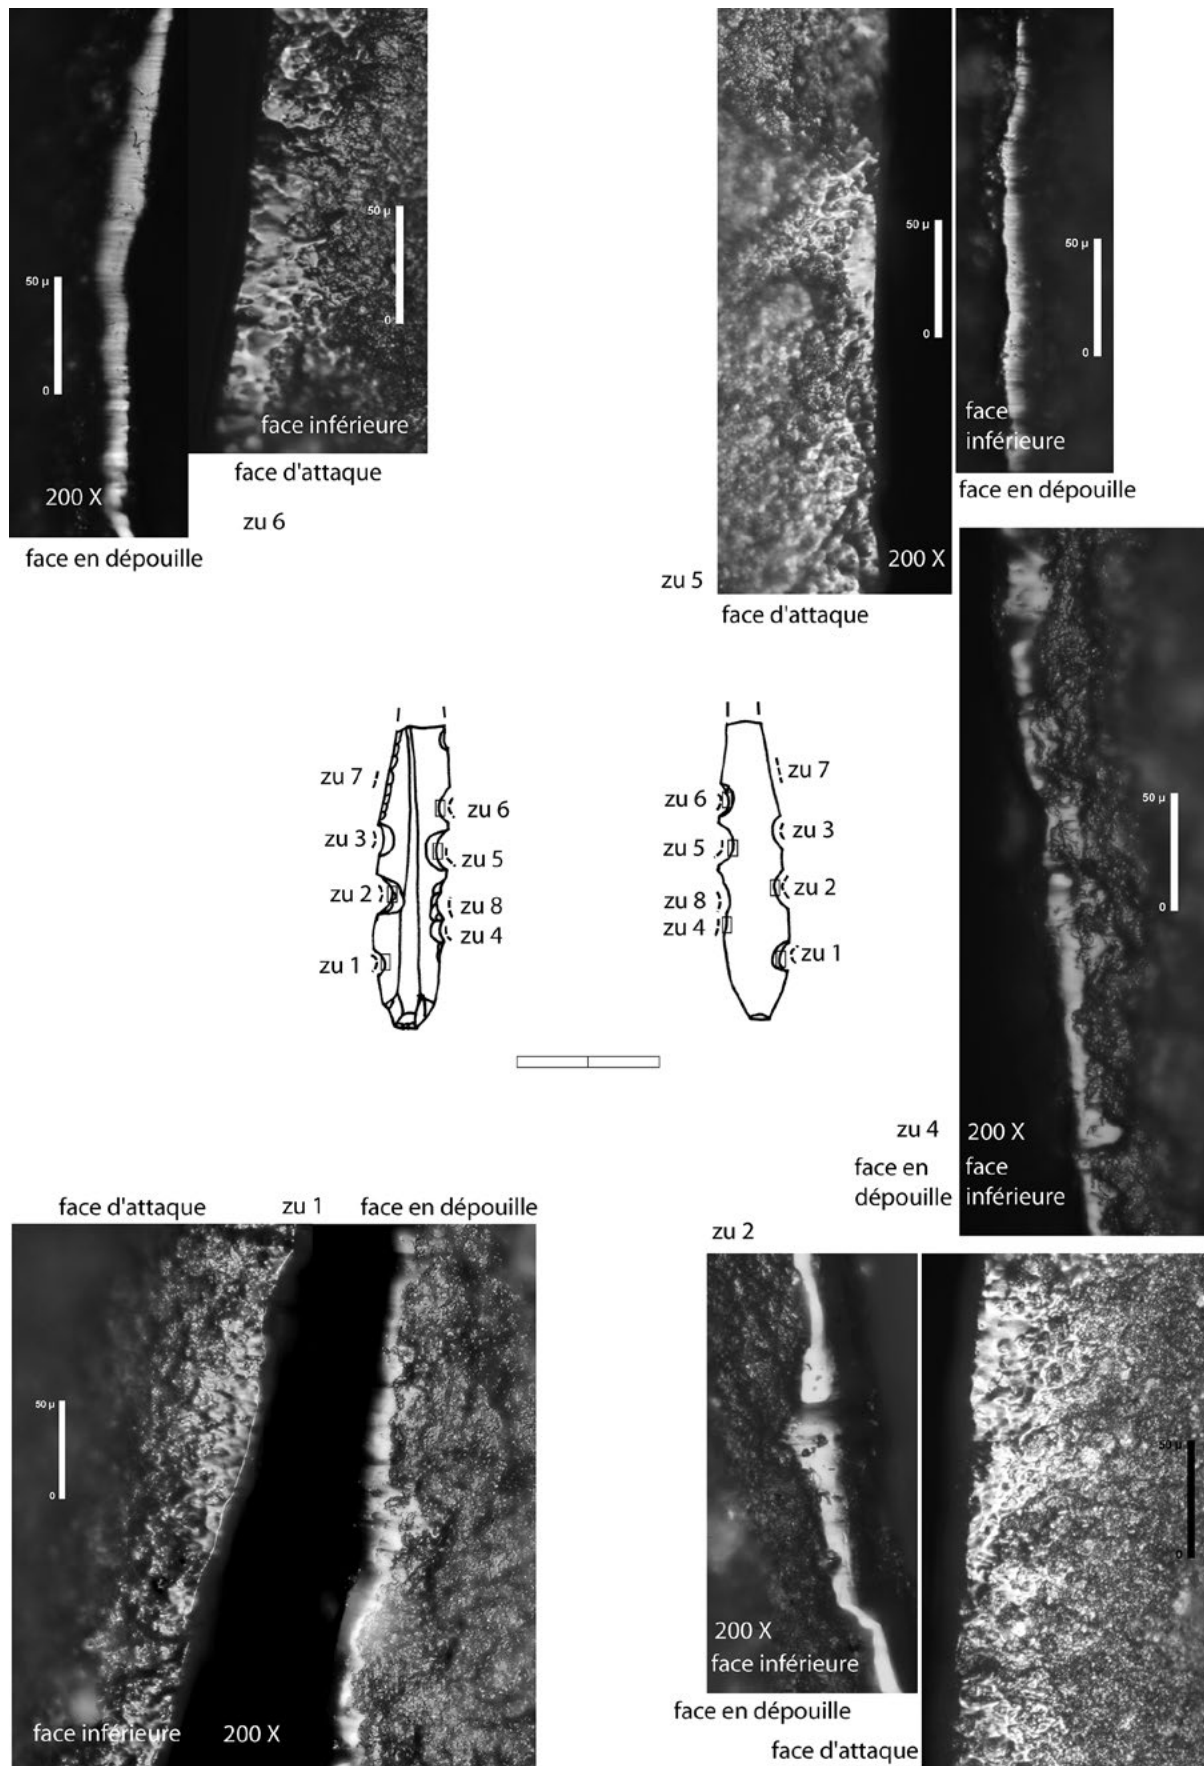 50 µ
0
200 X
face en dépouille
50 µ
0
face inférieure
face d'attaque
zu 6
50 µ
0
200 X
zu 5
face d'attaque
50 µ
0
face
inférieure
face en dépouille
50 µ
0
zu 4
200 X
face en
dépouille
face
inférieure
zu 7
zu 3
zu 2
zu 1
zu 6
zu 5
zu 8
zu 4
zu 6
zu 5
zu 8
zu 4
zu 7
zu 3
zu 2
zu 1
face d'attaque
zu 1
face en dépouille
50 µ
0
face inférieure
200 X
zu 2
200 X
face inférieure
face en dépouille
50 µ
0
face d'attaque